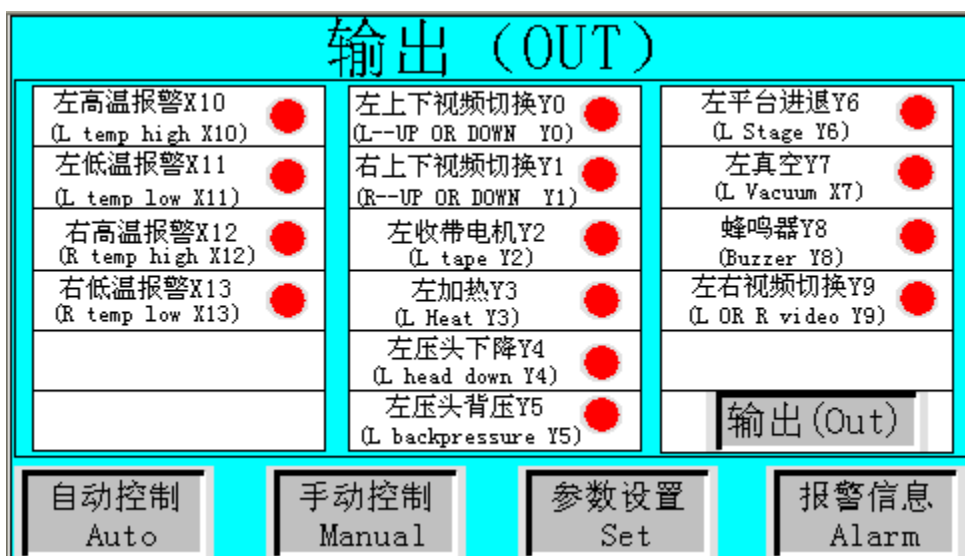 输出 (OUT)
左高温报警X10
(L temp high X10)
左低温报警X11
(L temp low X11)
右高温报警X12
(R temp high X12)
右低温报警X13
(R temp low X13)
左上下视频切换Y0
(L--UP OR DOWN Y0)
右上下视频切换Y1
(R--UP OR DOWN Y1)
左收带电机Y2
(L tape Y2)
左加热Y3
(L Heat Y3)
左压头下降Y4
(L head down Y4)
左压头背压Y5
(L backpressure Y5)
左平台进退Y6
(L Stage Y6)
左真空Y7
(L Vacuum X7)
蜂鸣器Y8
(Buzzer Y8)
左右视频切换Y9
(L OR R video Y9)
输出(Out)
自动控制
Auto
手动控制
Manual
参数设置
Set
报警信息
Alarm